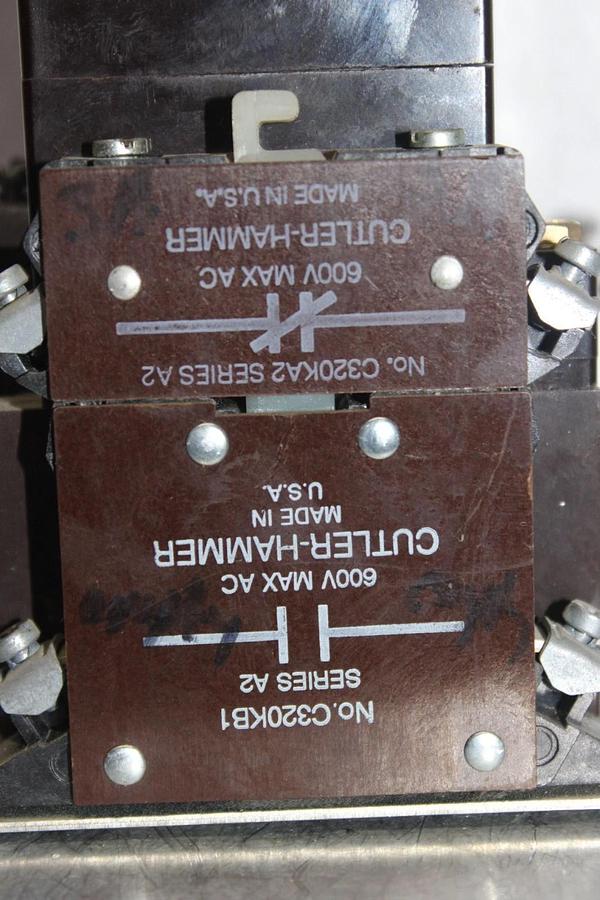 No. C320KA2 SERIES A2
600V MAX AC
CUTLER-HAMMER
MADE IN U.S.A.
No.C320KB1
SERIES A2
600V MAX AC
CUTLER-HAMMER
MADE IN
U.S.A.